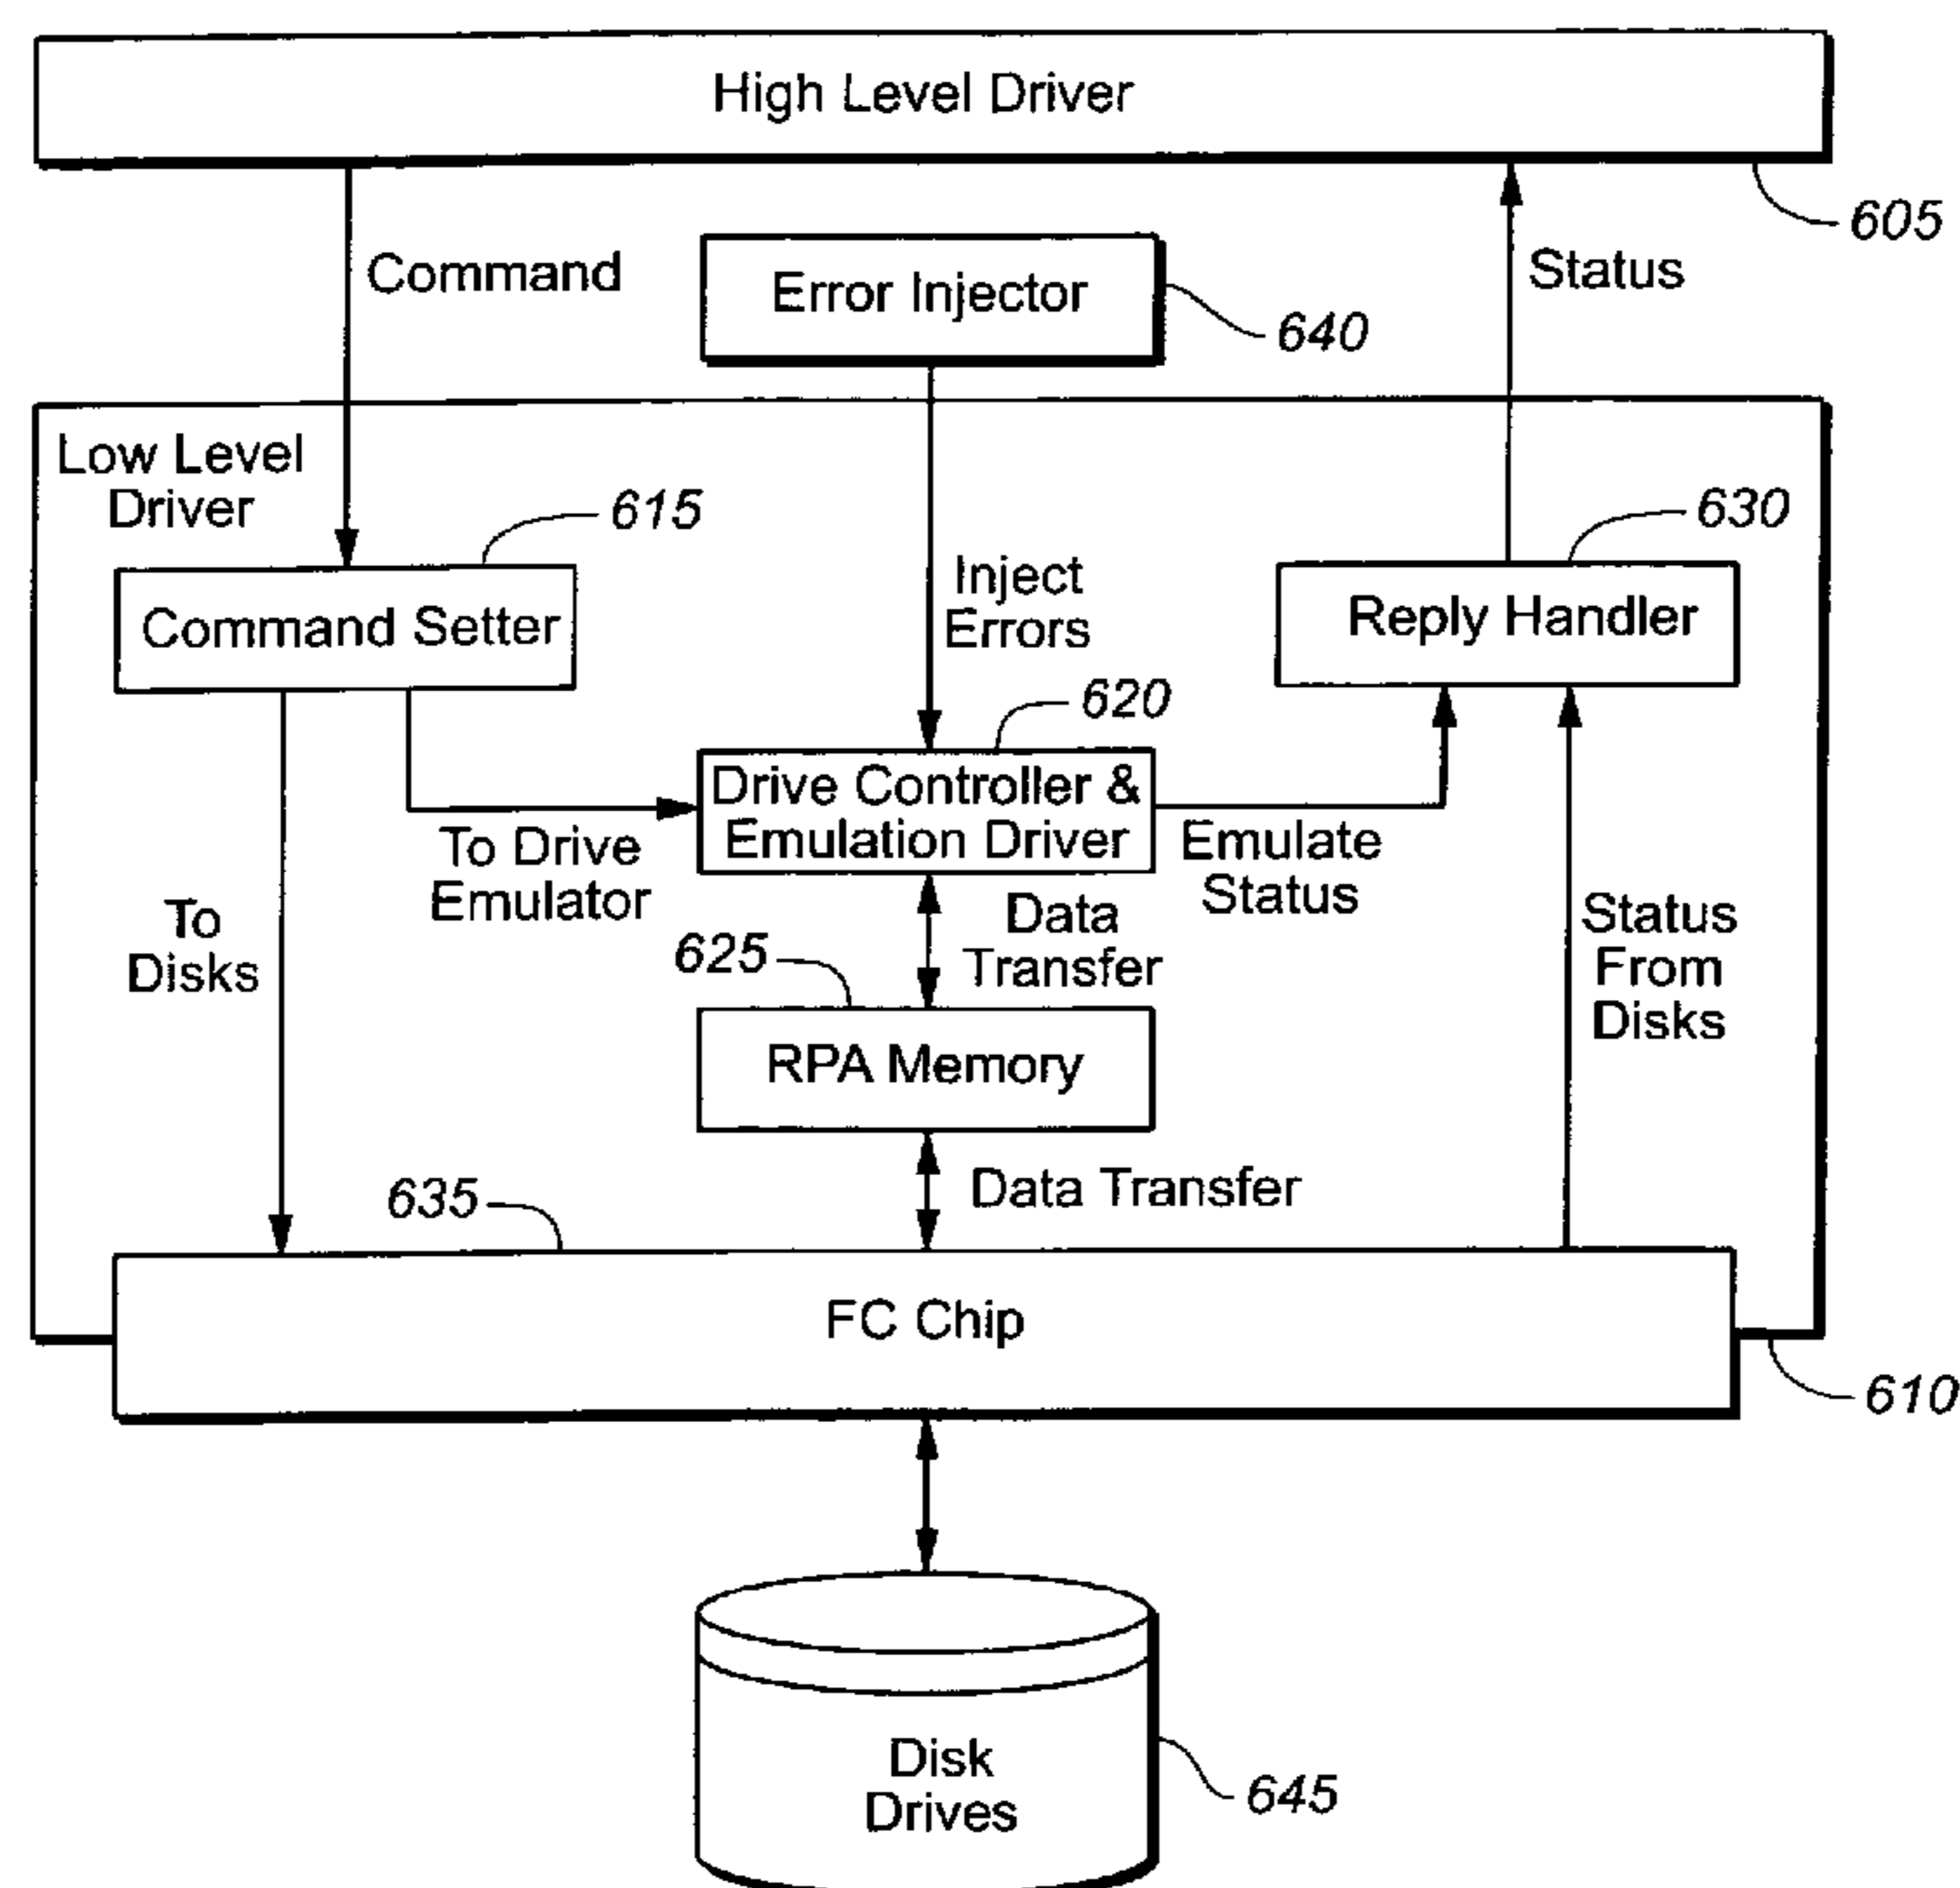 High Level Driver
605
Command
Error Injector
640
Status
Low Level
Driver
615
630
Inject
Errors
Command Setter
Reply Handler
620
Drive Controller &
Emulation Driver
To Drive
Emulator
Emulate
Status
To
Disks
Data
Transfer
Status
From
Disks
625
RPA Memory
635
Data Transfer
FC Chip
610
Disk
Drives
645